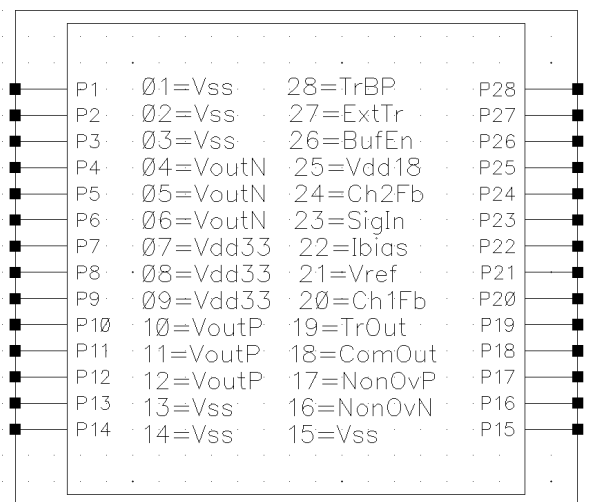 P1 Ø1=Vss 28=TrBP P28
P2 Ø2=Vss 27=ExtTr P27
P3 Ø3=Vss 26=BufEn P26
P4 Ø4=VoutN 25=Vdd18 P25
P5 Ø5=VoutN 24=Ch2Fb P24
P6 Ø6=VoutN 23=SigIn P23
P7 Ø7=Vdd33 22=Ibias P22
P8 Ø8=Vdd33 21=Vref P21
P9 Ø9=Vdd33 2Ø=Ch1Fb P2Ø
P1Ø 1Ø=VoutP 19=TrOut P19
P11 11=VoutP 18=ComOut P18
P12 12=VoutP 17=NonOvP P17
P13 13=Vss 16=NonOvN P16
P14 14=Vss 15=Vss P15